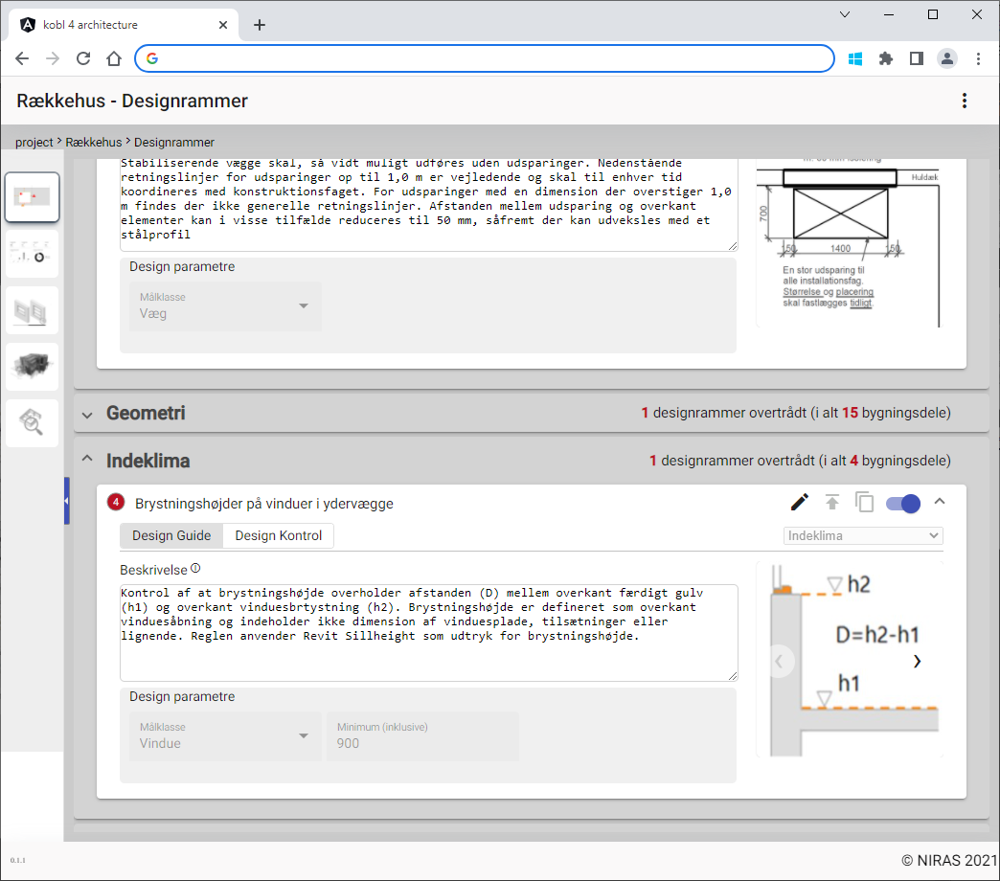 kobl 4 architecture
Rækkehus - Designrammer
project > Rækkehus > Designrammer
Stabiliserende vægge skal, så vidt muligt udføres uden udsparinger. Nedenstående
retningslinjer for udsparinger op til 1,0 m er vejledende og skal til enhver tid
koordineres med konstruktionsfaget. For udsparinger med en dimension der overstiger 1,0
m findes der ikke generelle retningslinjer. Afstanden mellem udsparing og overkant
elementer kan i visse tilfælde reduceres til 50 mm, såfremt der kan udveksles med et
stålprofil
Huldæk
700
150
1400
150
En stor udsparing til
alle installationsfag.
Størrelse og placering
skal fastlægges tidligt.
Design parametre
Målklasse
Væg
Geometri
1 designrammer overtrådt (i alt 15 bygningsdele)
Indeklima
1 designrammer overtrådt (i alt 4 bygningsdele)
4 Brystningshøjder på vinduer i ydervægge
Design Guide Design Kontrol
Indeklima
Beskrivelse
Kontrol af at brystningshøjde overholder afstanden (D) mellem overkant færdigt gulv
(h1) og overkant vinduesbrtystning (h2). Brystningshøjde er defineret som overkant
vinduesåbning og indeholder ikke dimension af vinduesplade, tilsætninger eller
lignende. Reglen anvender Revit Sillheight som udtryk for brystningshøjde.
h2
D=h2-h1
h1
Design parametre
Målklasse
Vindue
Minimum (inklusive)
900
0.1.1
© NIRAS 2021